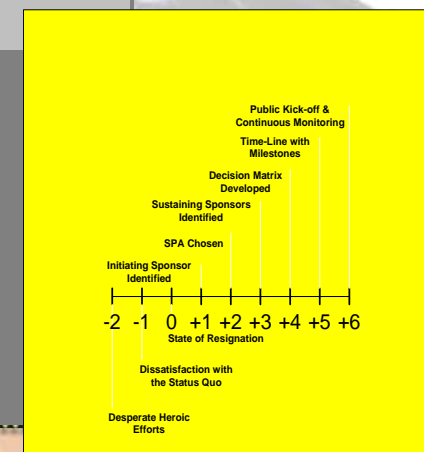 Public Kick-off &
Continuous Monitoring
Time-Line with
Milestones
Decision Matrix
Developed
Sustaining Sponsors
Identified
SPA Chosen
Initiating Sponsor
Identified
-2 -1 0 +1 +2 +3 +4 +5 +6
State of Resignation
Dissatisfaction with
the Status Quo
Desperate Heroic
Efforts